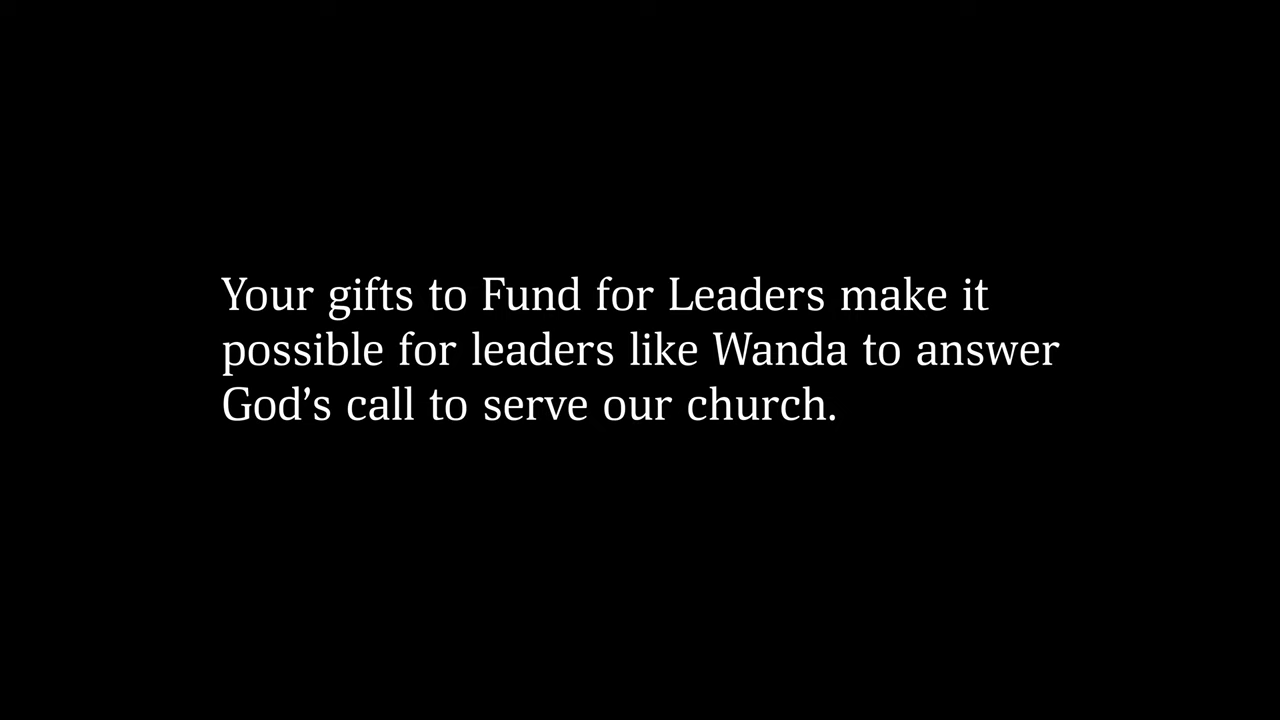 Your gifts to Fund for Leaders make it
possible for leaders like Wanda to answer
God’s call to serve our church.